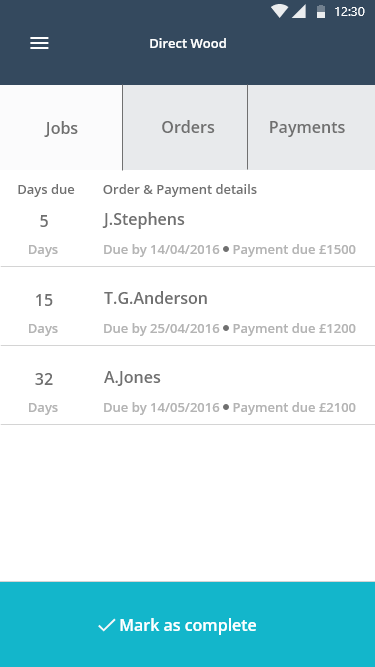 12:30
Direct Wood
Jobs Orders Payments
Days due Order & Payment details
5 J.Stephens
Days Due by 14/04/2016 ● Payment due £1500
15 T.G.Anderson
Days Due by 25/04/2016 ● Payment due £1200
32 A.Jones
Days Due by 14/05/2016 ● Payment due £2100
✓ Mark as complete